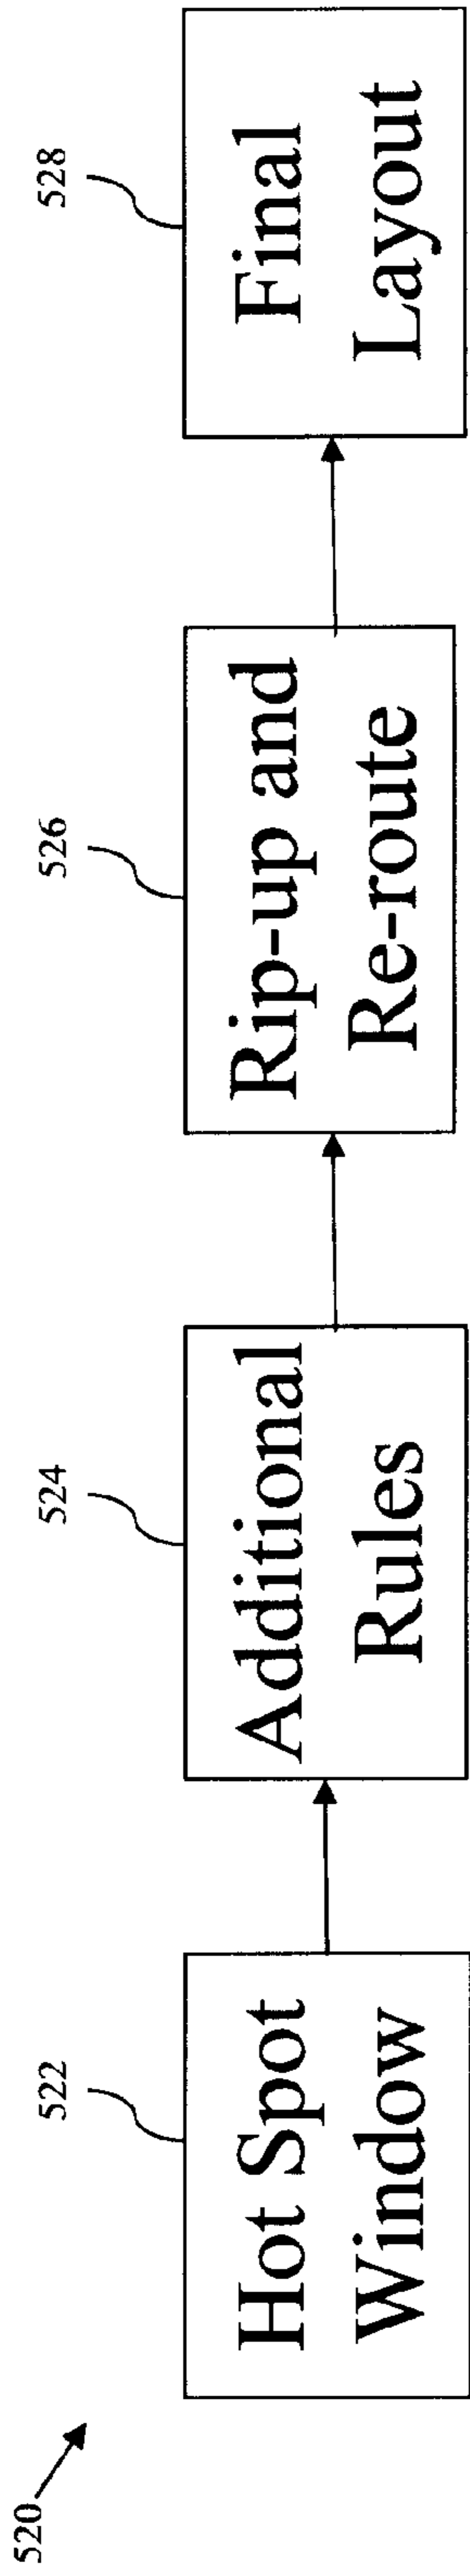 520
522
Hot Spot
Window
524
Additional
Rules
526
Rip-up and
Re-route
528
Final
Layout